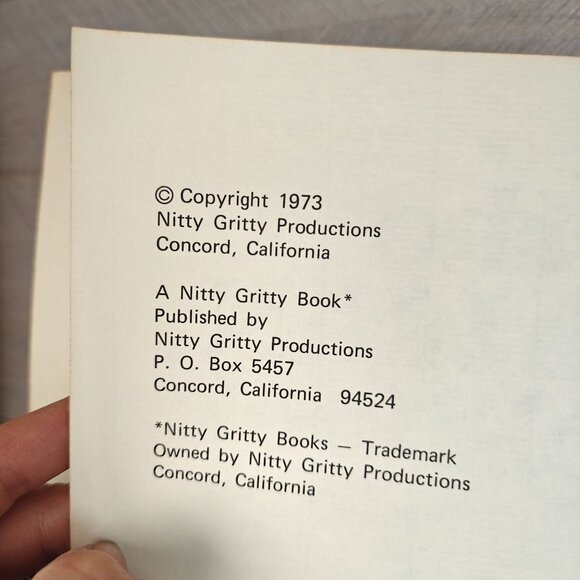 © Copyright 1973
Nitty Gritty Productions
Concord, California
A Nitty Gritty Book*
Published by
Nitty Gritty Productions
P. O. Box 5457
Concord, California 94524
*Nitty Gritty Books — Trademark
Owned by Nitty Gritty Productions
Concord, California